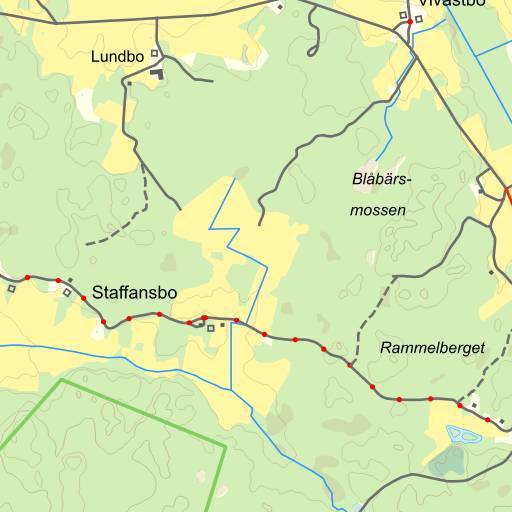 Vivastbo
Lundbo
Blåbärs-
mossen
Staffansbo
Rammelberget